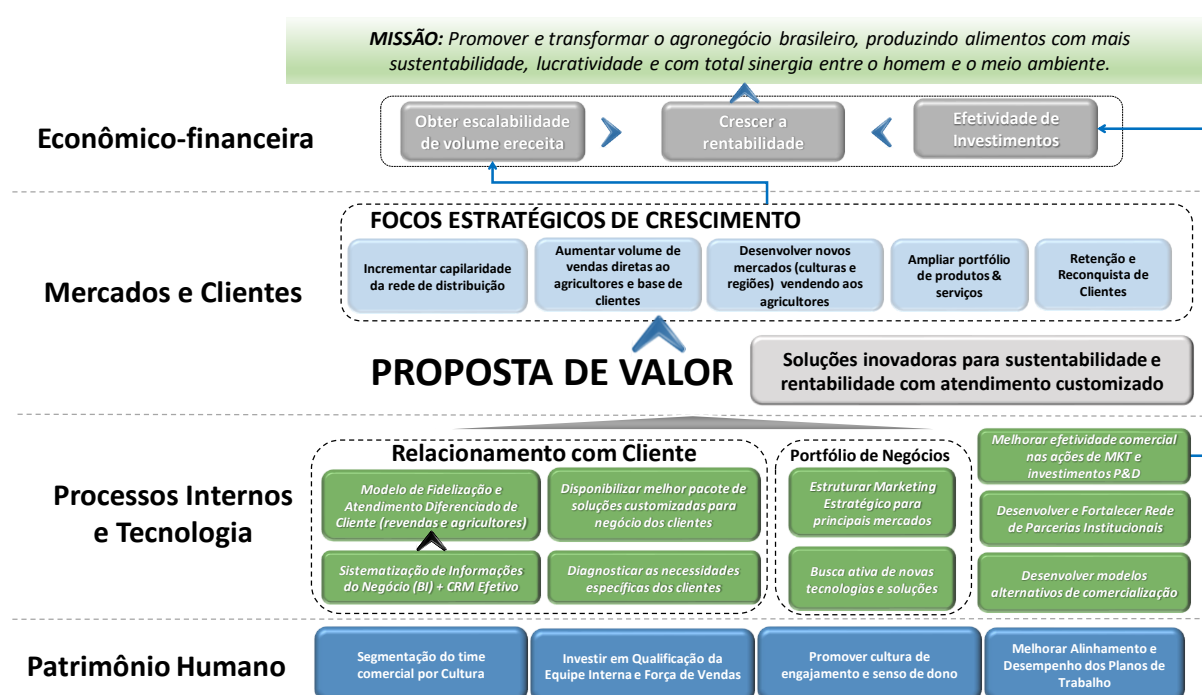 MISSÃO: Promover e transformar o agronegócio brasileiro, produzindo alimentos com mais
sustentabilidade, lucratividade e com total sinergia entre o homem e o meio ambiente.
Econômico-financeira
Obter escalabilidade
de volume ereceita
Crescer a
rentabilidade
Efetividade de
Investimentos
Mercados e Clientes
FOCOS ESTRATÉGICOS DE CRESCIMENTO
Incrementar capilaridade
da rede de distribuição
Aumentar volume de
vendas diretas ao
agricultores e base de
clientes
Desenvolver novos
mercados (culturas e
regiões) vendendo aos
agricultores
Ampliar portfólio
de produtos &
serviços
Retenção e
Reconquista de
Clientes
PROPOSTA DE VALOR
Soluções inovadoras para sustentabilidade e
rentabilidade com atendimento customizado
Processos Internos
e Tecnologia
Relacionamento com Cliente
Modelo de Fidelização e
Atendimento Diferenciado de
Cliente (revendas e agricultores)
Disponibilizar melhor pacote de
soluções customizadas para
negócio dos clientes
Sistematização de Informações
do Negócio (BI) + CRM Efetivo
Diagnosticar as necessidades
específicas dos clientes
Portfólio de Negócios
Estruturar Marketing
Estratégico para
principais mercados
Busca ativa de novas
tecnologias e soluções
Melhorar efetividade comercial
nas ações de MKT e
investimentos P&D
Desenvolver e Fortalecer Rede
de Parcerias Institucionais
Desenvolver modelos
alternativos de comercialização
Patrimônio Humano
Segmentação do time
comercial por Cultura
Investir em Qualificação da
Equipe Interna e Força de Vendas
Promover cultura de
engajamento e senso de dono
Melhorar Alinhamento e
Desempenho dos Planos de
Trabalho